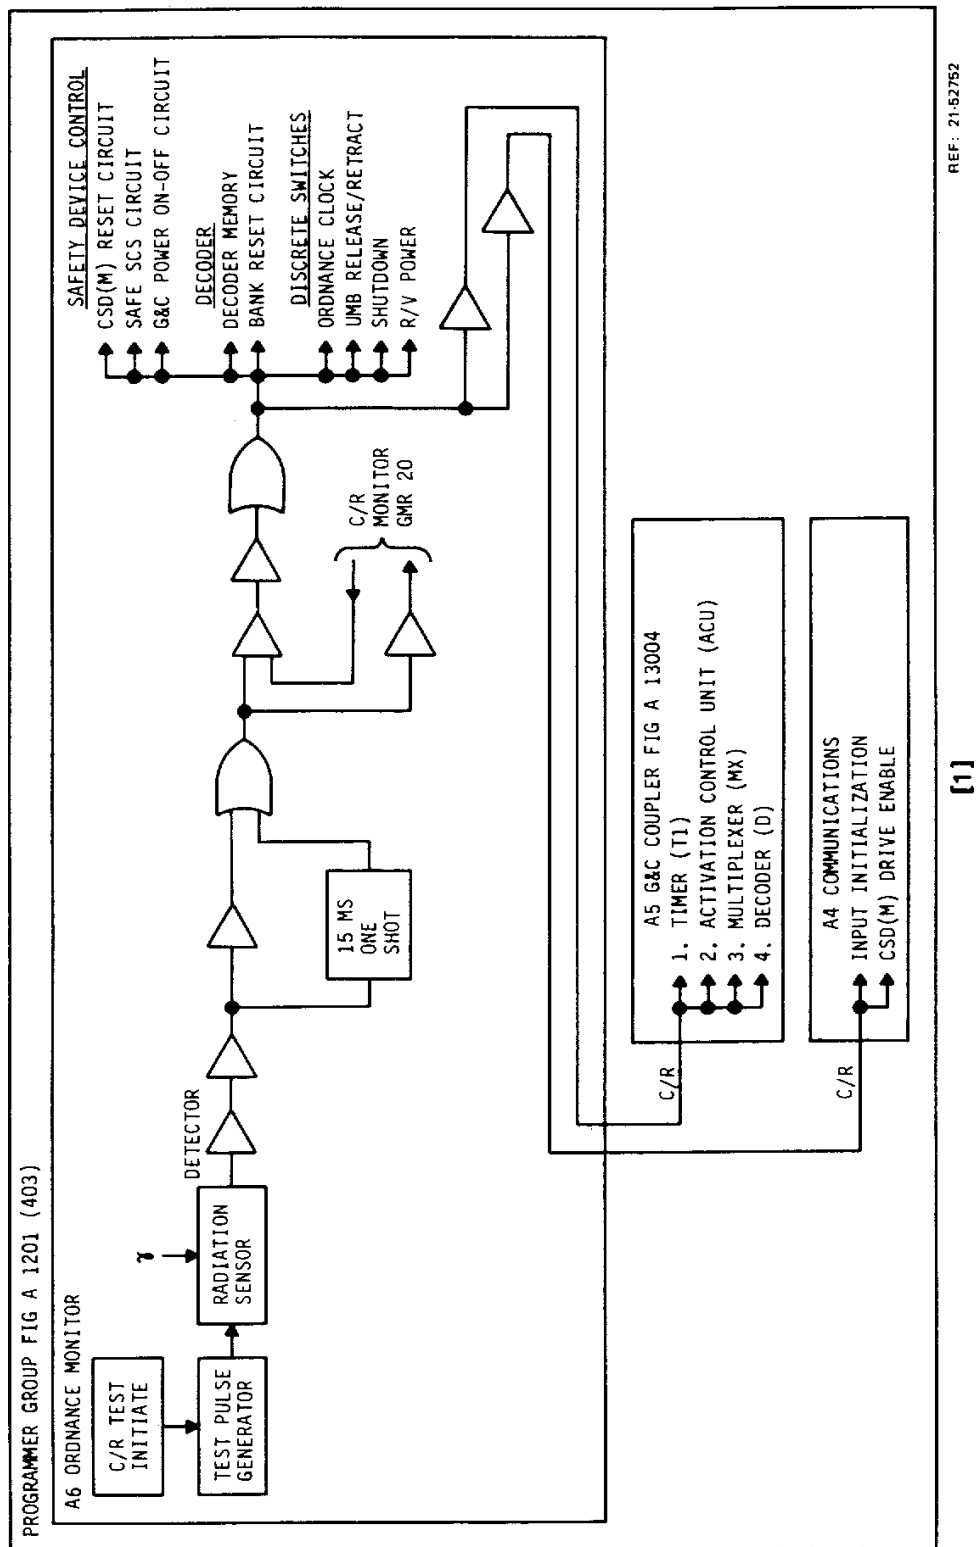 PROGRAMMER GROUP FIG A 1201 (403)
A6 ORDNANCE MONITOR
C/R TEST
INITIATE
TEST PULSE
GENERATOR
γ
RADIATION
SENSOR
DETECTOR
15 MS
ONE
SHOT
C/R
MONITOR
GMR 20
SAFETY DEVICE CONTROL
CSD(M) RESET CIRCUIT
SAFE SCS CIRCUIT
G&C POWER ON-OFF CIRCUIT
DECODER
DECODER MEMORY
BANK RESET CIRCUIT
DISCRETE SWITCHES
ORDNANCE CLOCK
UMB RELEASE/RETRACT
SHUTDOWN
R/V POWER
C/R
A5 G&C COUPLER FIG A 13004
1. TIMER (T1)
2. ACTIVATION CONTROL UNIT (ACU)
3. MULTIPLEXER (MX)
4. DECODER (D)
C/R
A4 COMMUNICATIONS
INPUT INITIALIZATION
CSD(M) DRIVE ENABLE
REF: 21-52752
[1]